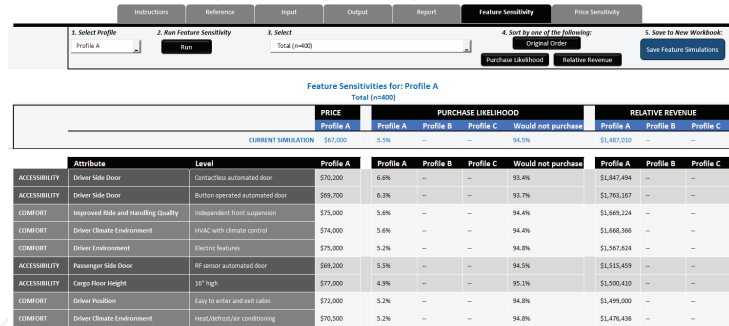 Instructions Reference Input Output Report Feature Sensitivity Price Sensitivity
1. Select Profile 2. Run Feature Sensitivity 3. Select 4. Sort by one of the following: 5. Save to New Workbook:
Profile A Run Total (n=400) Original Order Save Feature Simulations
Purchase Likelihood Relative Revenue
Feature Sensitivities for: Profile A
Total (n=400)
PRICE PURCHASE LIKELIHOOD RELATIVE REVENUE
Profile A Profile A Profile B Profile C Would not purchase Profile A Profile B Profile C
CURRENT SIMULATION $67,000 5.5% -- -- 94.5% $1,487,010 -- --
Attribute Level Profile A Profile A Profile B Profile C Would not purchase Profile A Profile B Profile C
ACCESSIBILITY Driver Side Door Contactless automated door $70,200 6.6% -- -- 93.4% $1,847,494 -- --
ACCESSIBILITY Driver Side Door Button operated automated door $69,700 6.3% -- -- 93.7% $1,763,167 -- --
COMFORT Improved Ride and Handling Quality Independent front suspension $75,000 5.6% -- -- 94.4% $1,669,224 -- --
COMFORT Driver Climate Environment HVAC with climate control $74,000 5.6% -- -- 94.4% $1,668,366 -- --
COMFORT Driver Environment Electric features $75,000 5.2% -- -- 94.8% $1,567,624 -- --
ACCESSIBILITY Passenger Side Door RF sensor automated door $69,200 5.5% -- -- 94.5% $1,515,459 -- --
ACCESSIBILITY Cargo Floor Height 16" high $77,000 4.9% -- -- 95.1% $1,500,410 -- --
COMFORT Driver Position Easy to enter and exit cabin $72,000 5.2% -- -- 94.8% $1,499,000 -- --
COMFORT Driver Climate Environment Heat/defrost/air conditioning $70,500 5.2% -- -- 94.8% $1,476,436 -- --